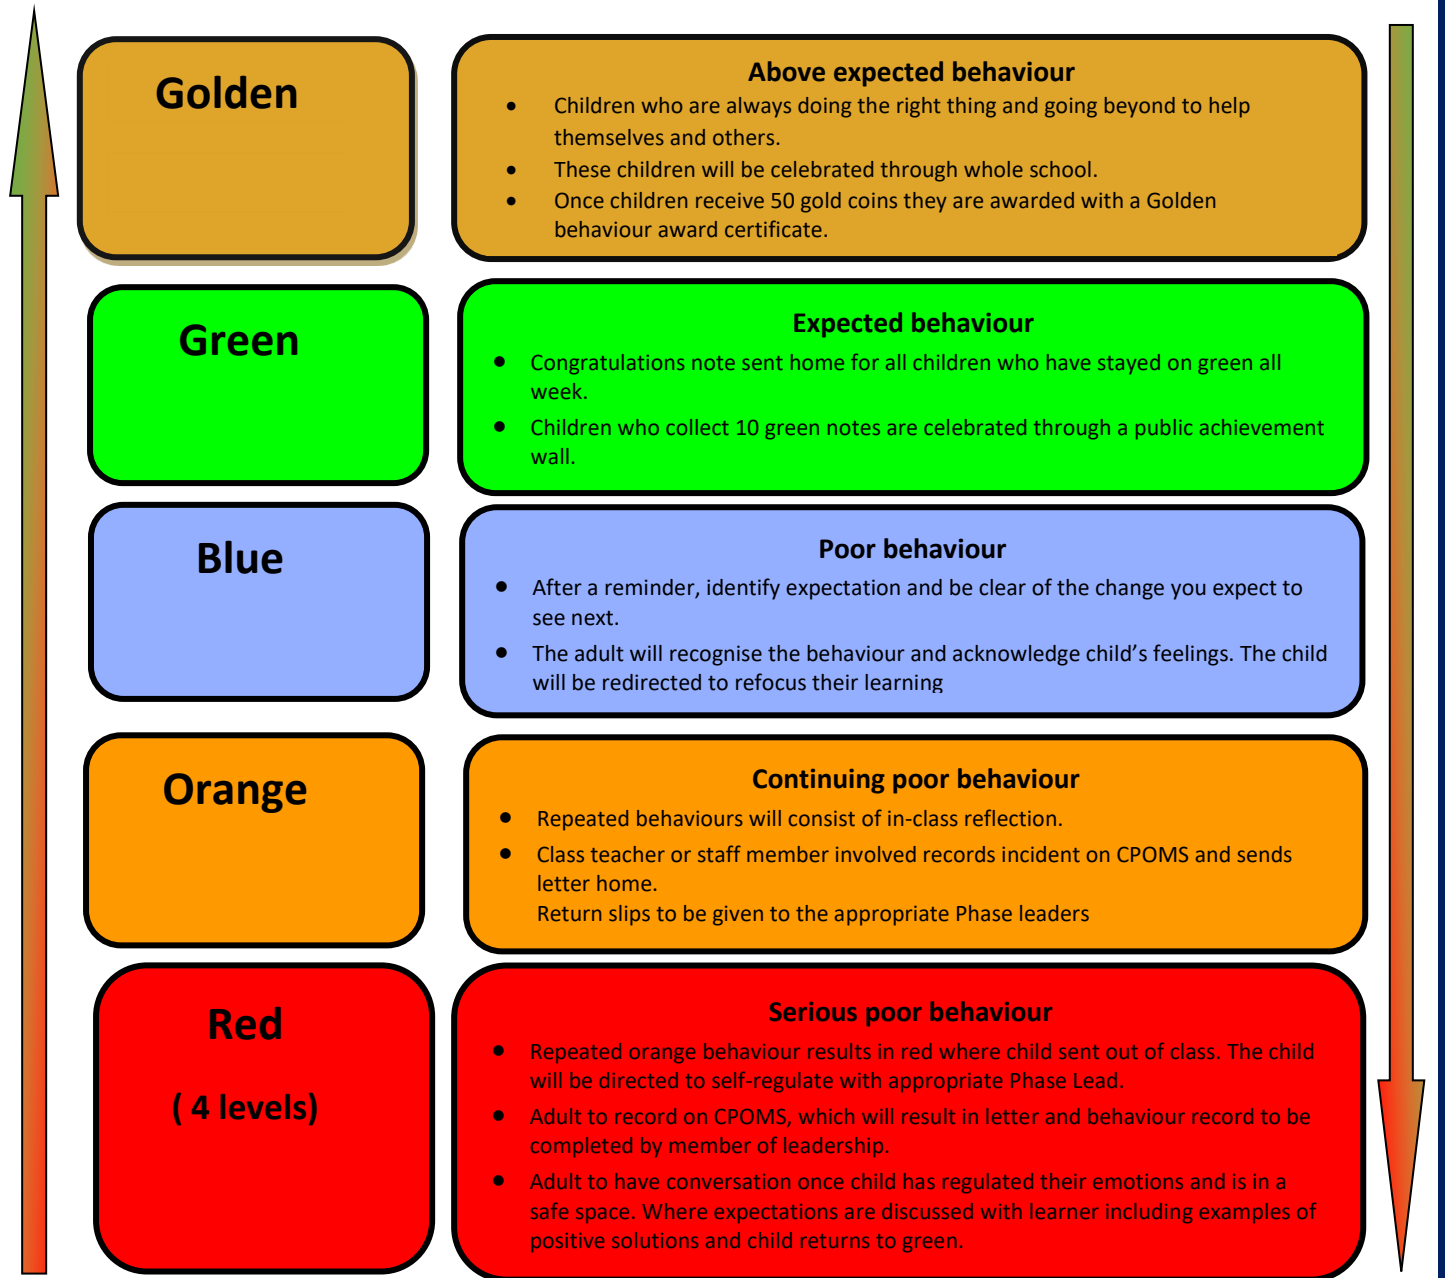 Golden
Above expected behaviour
• Children who are always doing the right thing and going beyond to help
themselves and others.
• These children will be celebrated through whole school.
• Once children receive 50 gold coins they are awarded with a Golden
behaviour award certificate.
Green
Expected behaviour
• Congratulations note sent home for all children who have stayed on green all
week.
• Children who collect 10 green notes are celebrated through a public achievement
wall.
Blue
Poor behaviour
• After a reminder, identify expectation and be clear of the change you expect to
see next.
• The adult will recognise the behaviour and acknowledge child’s feelings. The child
will be redirected to refocus their learning
Orange
Continuing poor behaviour
• Repeated behaviours will consist of in-class reflection.
• Class teacher or staff member involved records incident on CPOMS and sends
letter home.
Return slips to be given to the appropriate Phase leaders
Red
( 4 levels)
Serious poor behaviour
• Repeated orange behaviour results in red where child sent out of class. The child
will be directed to self-regulate with appropriate Phase Lead.
• Adult to record on CPOMS, which will result in letter and behaviour record to be
completed by member of leadership.
• Adult to have conversation once child has regulated their emotions and is in a
safe space. Where expectations are discussed with learner including examples of
positive solutions and child returns to green.